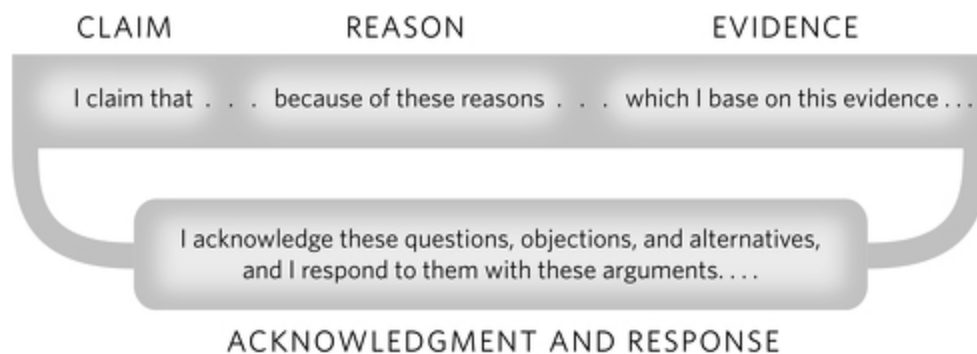 CLAIM REASON EVIDENCE
I claim that . . . because of these reasons . . . which I base on this evidence . . .
I acknowledge these questions, objections, and alternatives,
and I respond to them with these arguments. . . .
ACKNOWLEDGMENT AND RESPONSE